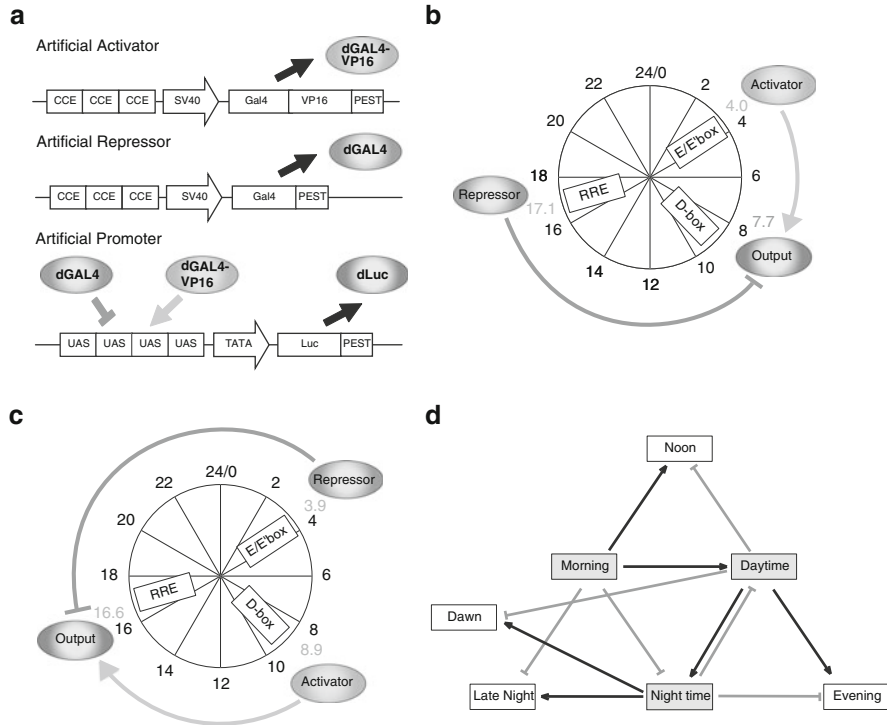 a
Artificial Activator
dGAL4-
VP16
CCE CCE CCE SV40 Gal4 VP16 PEST
Artificial Repressor
dGAL4
CCE CCE CCE SV40 Gal4 PEST
Artificial Promoter
dGAL4
dGAL4-
VP16
dLuc
UAS UAS UAS UAS TATA Luc PEST
b
24/0
2
4
6
8
10
12
14
16
18
20
22
E/E'box
D-box
RRE
Activator
4.0
Repressor
17.1
7.7
Output
c
24/0
2
4
6
8
10
12
14
16
18
20
22
E/E'box
D-box
RRE
Repressor
3.9
Output
16.6
8.9
Activator
d
Noon
Morning
Daytime
Dawn
Late Night
Night time
Evening